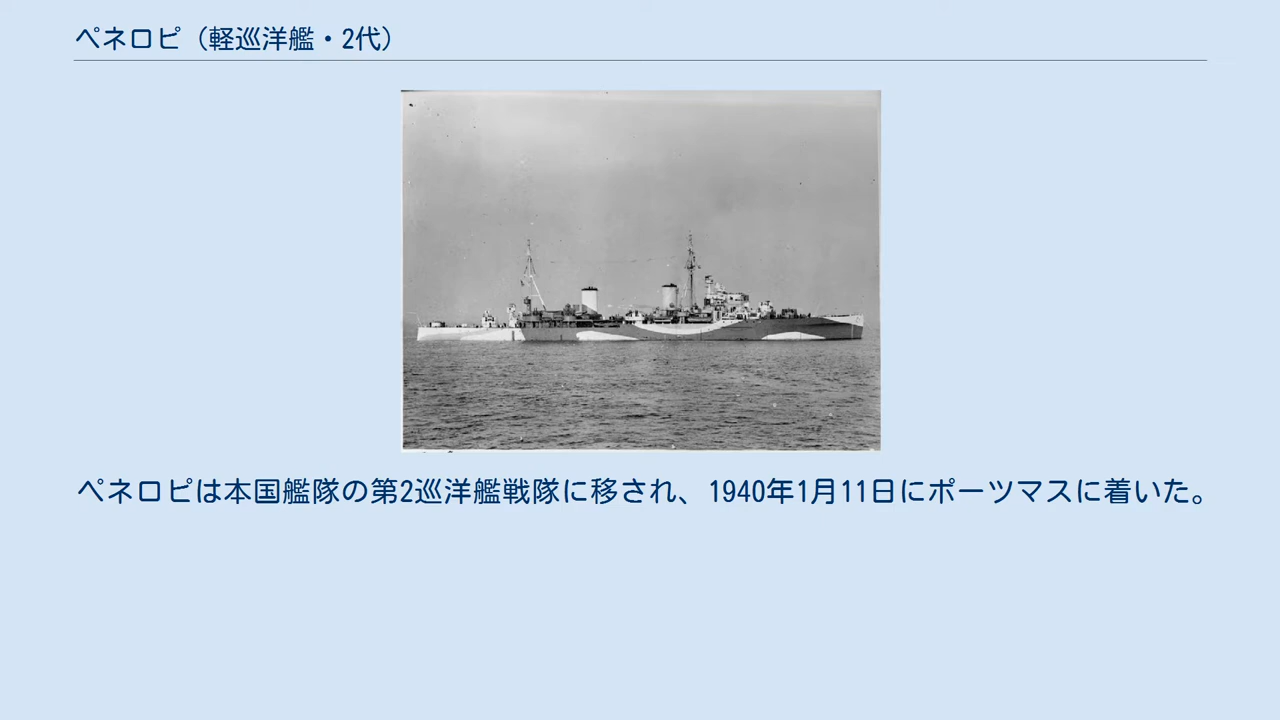 ペネロピ（軽巡洋艦・2代）
ペネロピは本国艦隊の第2巡洋艦戦隊に移され、1940年1月11日にポーツマスに着いた。